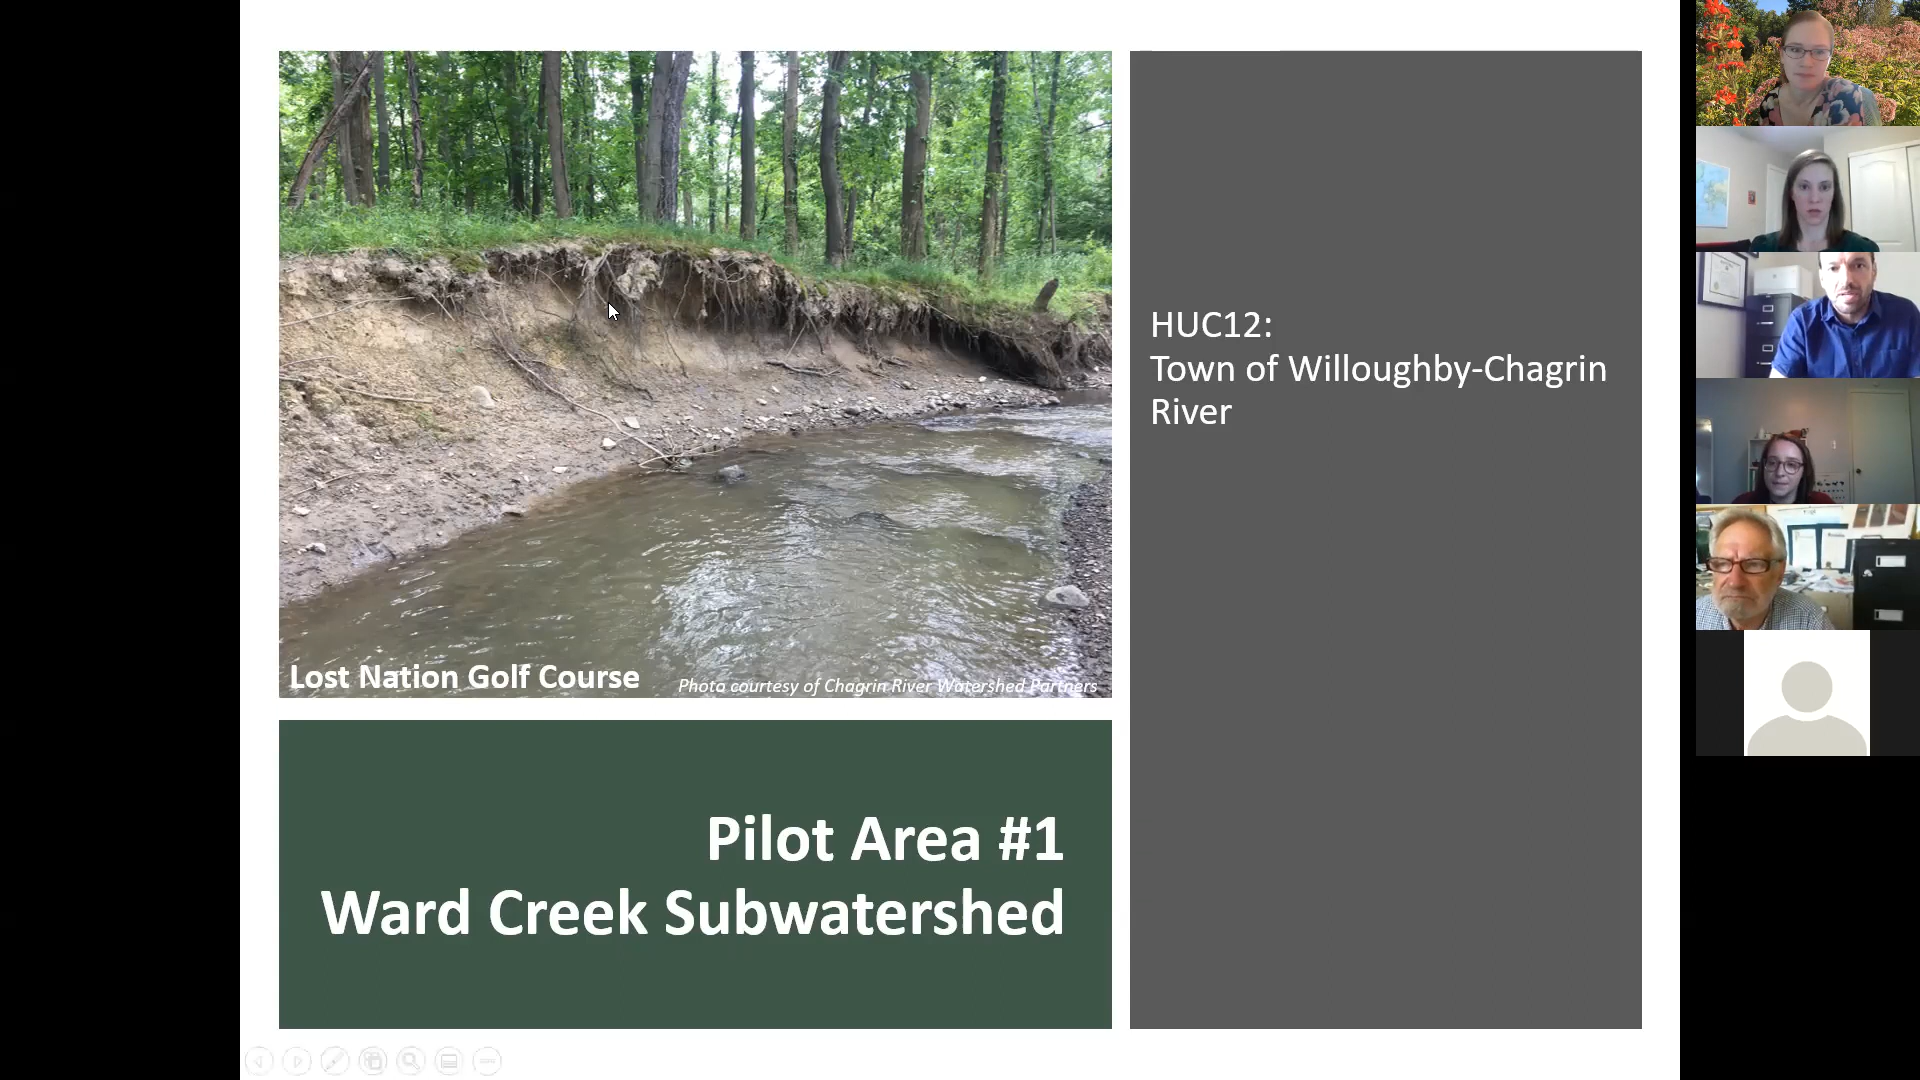 Lost Nation Golf Course
Photo courtesy of Chagrin River Watershed Partners
Pilot Area #1
Ward Creek Subwatershed
HUC12:
Town of Willoughby-Chagrin
River